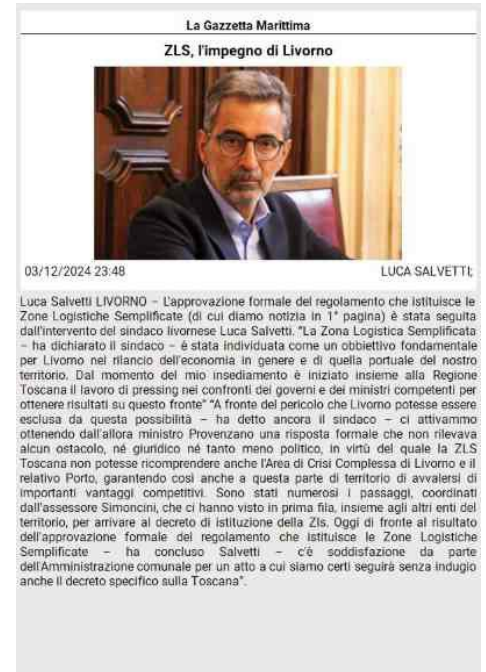 La Gazzetta Marittima
ZLS, l'impegno di Livorno
03/12/2024 23:48
LUCA SALVETTI;
Luca Salvetti LIVORNO – L'approvazione formale del regolamento che istituisce le
Zone Logistiche Semplificate (di cui diamo notizia in 1° pagina) è stata seguita
dall'intervento del sindaco livornese Luca Salvetti. "La Zona Logistica Semplificata
– ha dichiarato il sindaco – è stata individuata come un obbiettivo fondamentale
per Livorno nel rilancio dell'economia in genere e di quella portuale del nostro
territorio. Dal momento del mio insediamento è iniziato insieme alla Regione
Toscana il lavoro di pressing nei confronti dei governi e dei ministri competenti per
ottenere risultati su questo fronte" "A fronte del pericolo che Livorno potesse essere
esclusa da questa possibilità – ha detto ancora il sindaco – ci attivammo
ottenendo dall'allora ministro Provenzano una risposta formale che non rilevava
alcun ostacolo, né giuridico né tanto meno politico, in virtù del quale la ZLS
Toscana non potesse ricomprendere anche l'Area di Crisi Complessa di Livorno e il
relativo Porto, garantendo così anche a questa parte di territorio di avvalersi di
importanti vantaggi competitivi. Sono stati numerosi i passaggi, coordinati
dall'assessore Simoncini, che ci hanno visto in prima fila, insieme agli altri enti del
territorio, per arrivare al decreto di istituzione della Zls. Oggi di fronte al risultato
dell'approvazione formale del regolamento che istituisce le Zone Logistiche
Semplificate – ha concluso Salvetti – c'è soddisfazione da parte
dell'Amministrazione comunale per un atto a cui siamo certi seguirà senza indugio
anche il decreto specifico sulla Toscana".